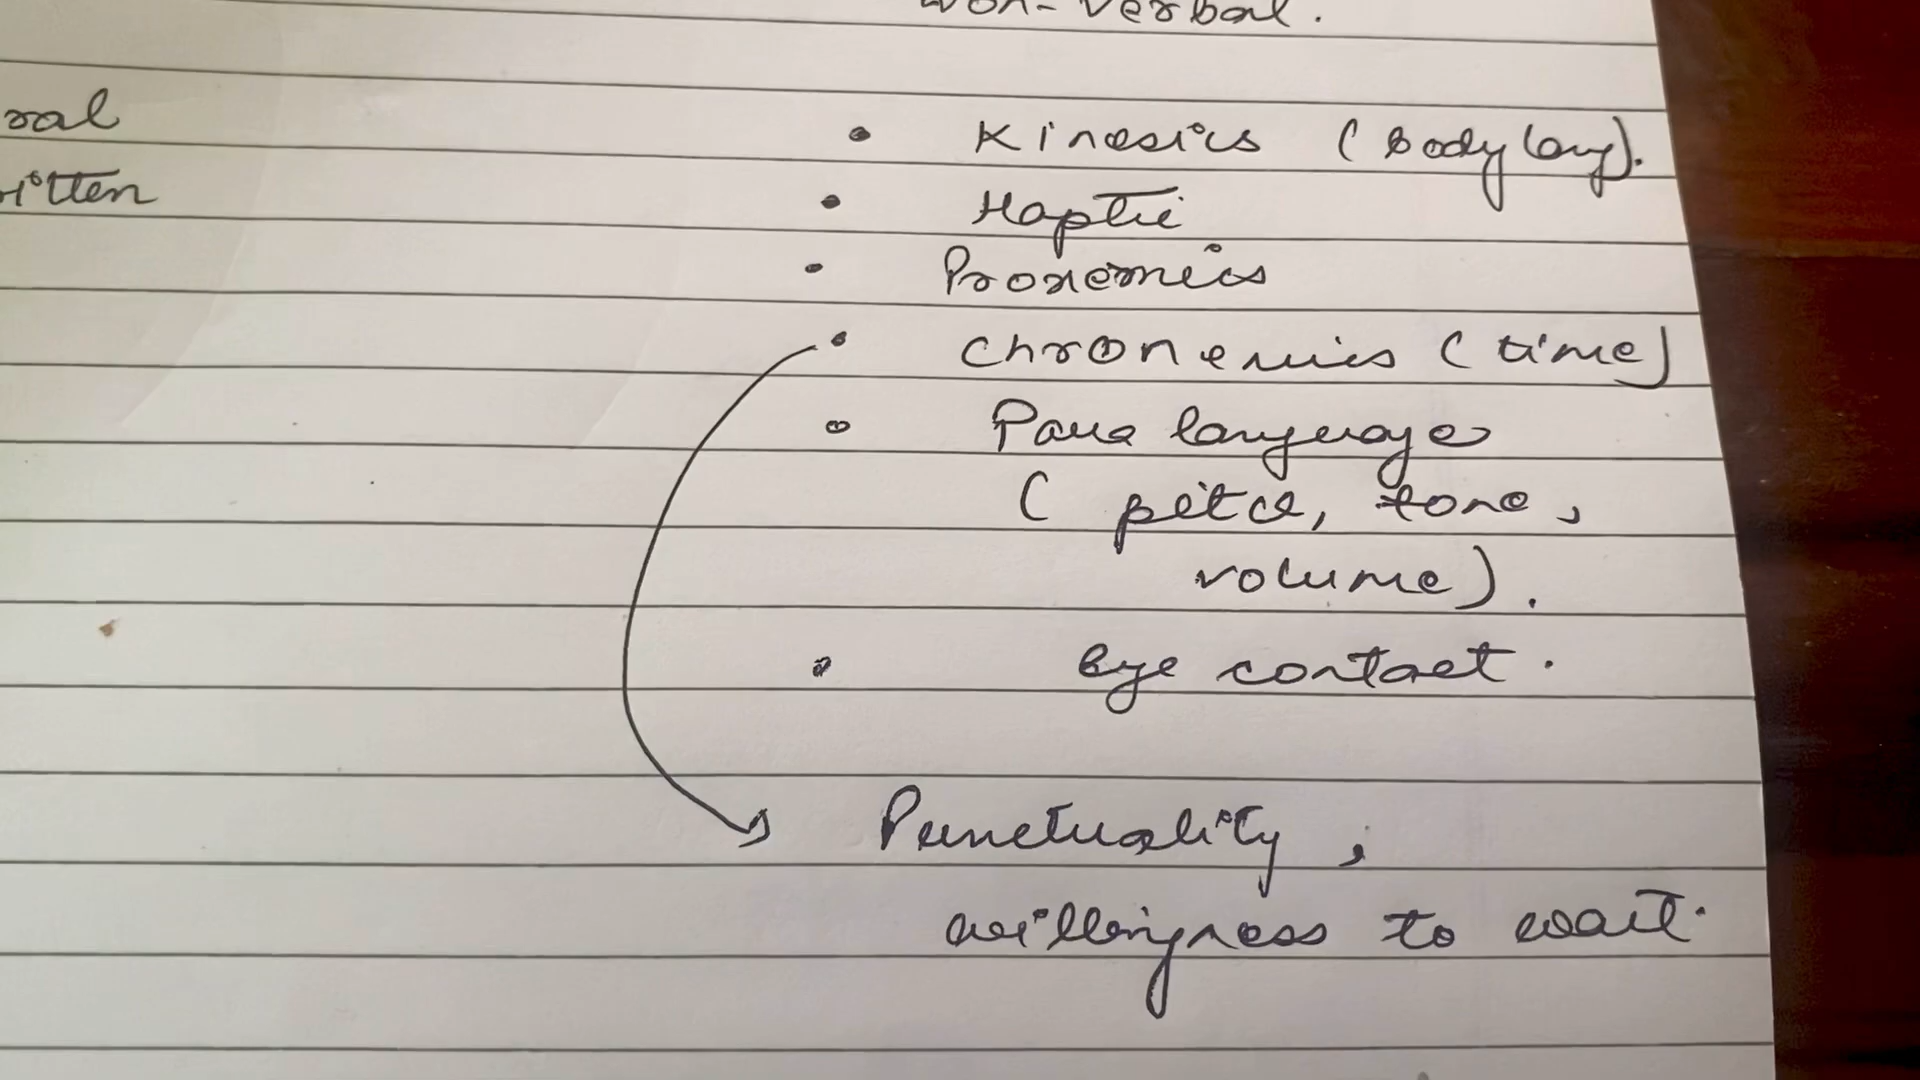 Non-Verbal.
ral
itten
• Kinesics (Body lang).
• Haptic
• Proxemics
• Chronemics (time)
• Para language
( pitch, tone,
volume).
• Eye contact.
Punctuality,
willingness to wait.